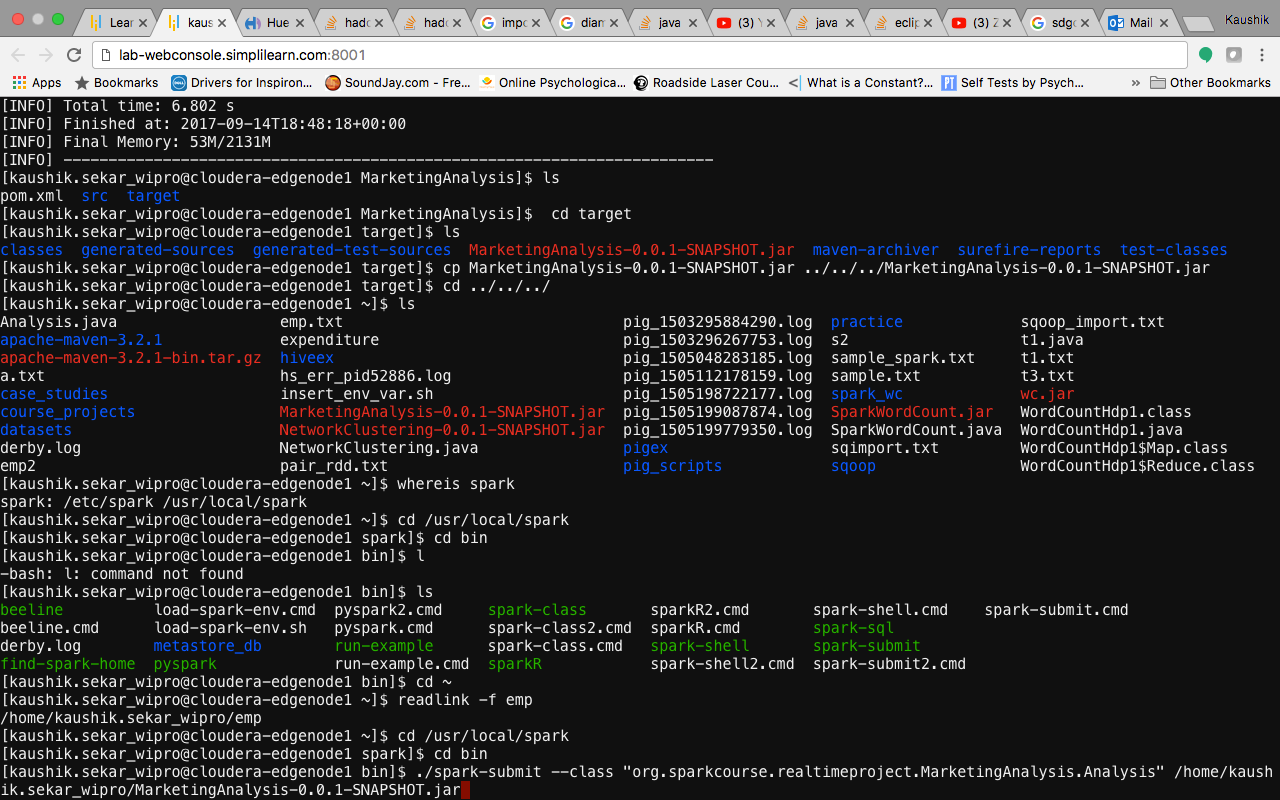 Lear
kaus
Hue
hado
hado
impo
dian
java
(3) Y
java
eclip
(3) Z
sdgo
Mail
Kaushik
lab-webconsole.simplilearn.com:8001
Apps Bookmarks Drivers for Inspiron... SoundJay.com - Fre... Online Psychologica... Roadside Laser Cou... What is a Constant?... Self Tests by Psych... » Other Bookmarks
[INFO] Total time: 6.802 s
[INFO] Finished at: 2017-09-14T18:48:18+00:00
[INFO] Final Memory: 53M/2131M
[INFO] ------------------------------------------------------------------------
[kaushik.sekar_wipro@cloudera-edgenode1 MarketingAnalysis]$ ls
pom.xml  src  target
[kaushik.sekar_wipro@cloudera-edgenode1 MarketingAnalysis]$  cd target
[kaushik.sekar_wipro@cloudera-edgenode1 target]$ ls
classes  generated-sources  generated-test-sources  MarketingAnalysis-0.0.1-SNAPSHOT.jar  maven-archiver  surefire-reports  test-classes
[kaushik.sekar_wipro@cloudera-edgenode1 target]$ cp MarketingAnalysis-0.0.1-SNAPSHOT.jar ../../../MarketingAnalysis-0.0.1-SNAPSHOT.jar
[kaushik.sekar_wipro@cloudera-edgenode1 target]$ cd ../../../
[kaushik.sekar_wipro@cloudera-edgenode1 ~]$ ls
Analysis.java  emp.txt  pig_1503295884290.log  practice  sqoop_import.txt
apache-maven-3.2.1  expenditure  pig_1503296267753.log  s2  t1.java
apache-maven-3.2.1-bin.tar.gz  hiveex  pig_1505048283185.log  sample_spark.txt  t1.txt
a.txt  hs_err_pid52886.log  pig_1505112178159.log  sample.txt  t3.txt
case_studies  insert_env_var.sh  pig_1505198722177.log  spark_wc  wc.jar
course_projects  MarketingAnalysis-0.0.1-SNAPSHOT.jar  pig_1505199087874.log  SparkWordCount.jar  WordCountHdp1.class
datasets  NetworkClustering-0.0.1-SNAPSHOT.jar  pig_1505199779350.log  SparkWordCount.java  WordCountHdp1.java
derby.log  NetworkClustering.java  pigex  sqimport.txt  WordCountHdp1$Map.class
emp2  pair_rdd.txt  pig_scripts  sqoop  WordCountHdp1$Reduce.class
[kaushik.sekar_wipro@cloudera-edgenode1 ~]$ whereis spark
spark: /etc/spark /usr/local/spark
[kaushik.sekar_wipro@cloudera-edgenode1 ~]$ cd /usr/local/spark
[kaushik.sekar_wipro@cloudera-edgenode1 spark]$ cd bin
[kaushik.sekar_wipro@cloudera-edgenode1 bin]$ l
-bash: l: command not found
[kaushik.sekar_wipro@cloudera-edgenode1 bin]$ ls
beeline  load-spark-env.cmd  pyspark2.cmd  spark-class  sparkR2.cmd  spark-shell.cmd  spark-submit.cmd
beeline.cmd  load-spark-env.sh  pyspark.cmd  spark-class2.cmd  sparkR.cmd  spark-sql
derby.log  metastore_db  run-example  spark-class.cmd  spark-shell  spark-submit
find-spark-home  pyspark  run-example.cmd  sparkR  spark-shell2.cmd  spark-submit2.cmd
[kaushik.sekar_wipro@cloudera-edgenode1 bin]$ cd ~
[kaushik.sekar_wipro@cloudera-edgenode1 ~]$ readlink -f emp
/home/kaushik.sekar_wipro/emp
[kaushik.sekar_wipro@cloudera-edgenode1 ~]$ cd /usr/local/spark
[kaushik.sekar_wipro@cloudera-edgenode1 spark]$ cd bin
[kaushik.sekar_wipro@cloudera-edgenode1 bin]$ ./spark-submit --class "org.sparkcourse.realtimeproject.MarketingAnalysis.Analysis" /home/kaush
ik.sekar_wipro/MarketingAnalysis-0.0.1-SNAPSHOT.jar